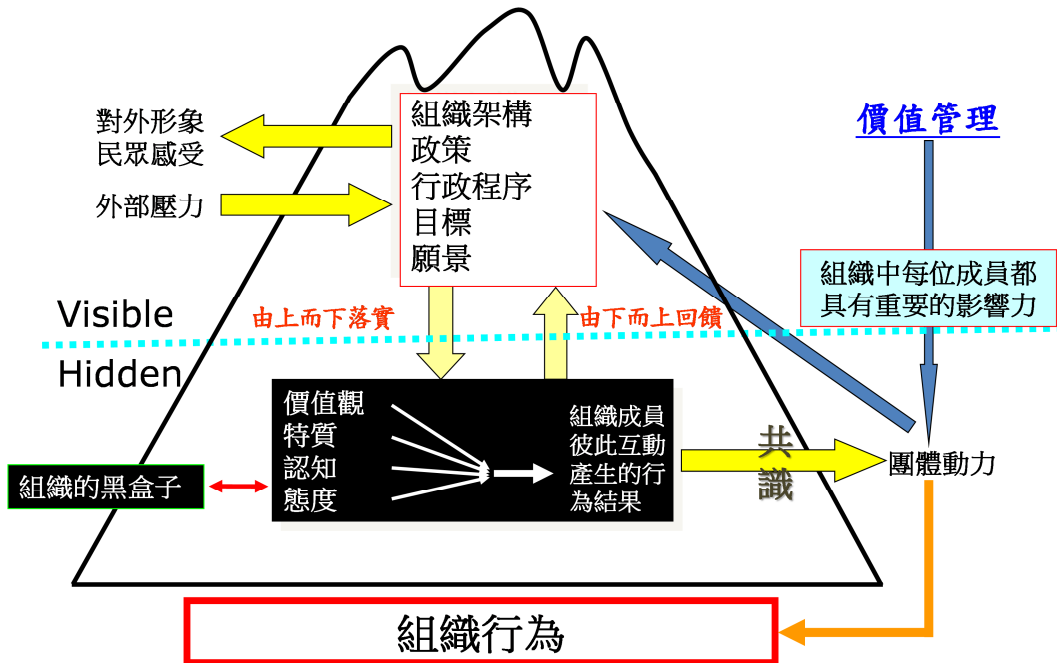 對外形象
民眾感受
外部壓力
組織架構
政策
行政程序
目標
願景
價值管理
組織中每位成員都
具有重要的影響力
Visible
由上而下落實
由下而上回饋
Hidden
組織的黑盒子
價值觀
特質
認知
態度
組織成員
彼此互動
產生的行
為結果
共
識
團體動力
組織行為